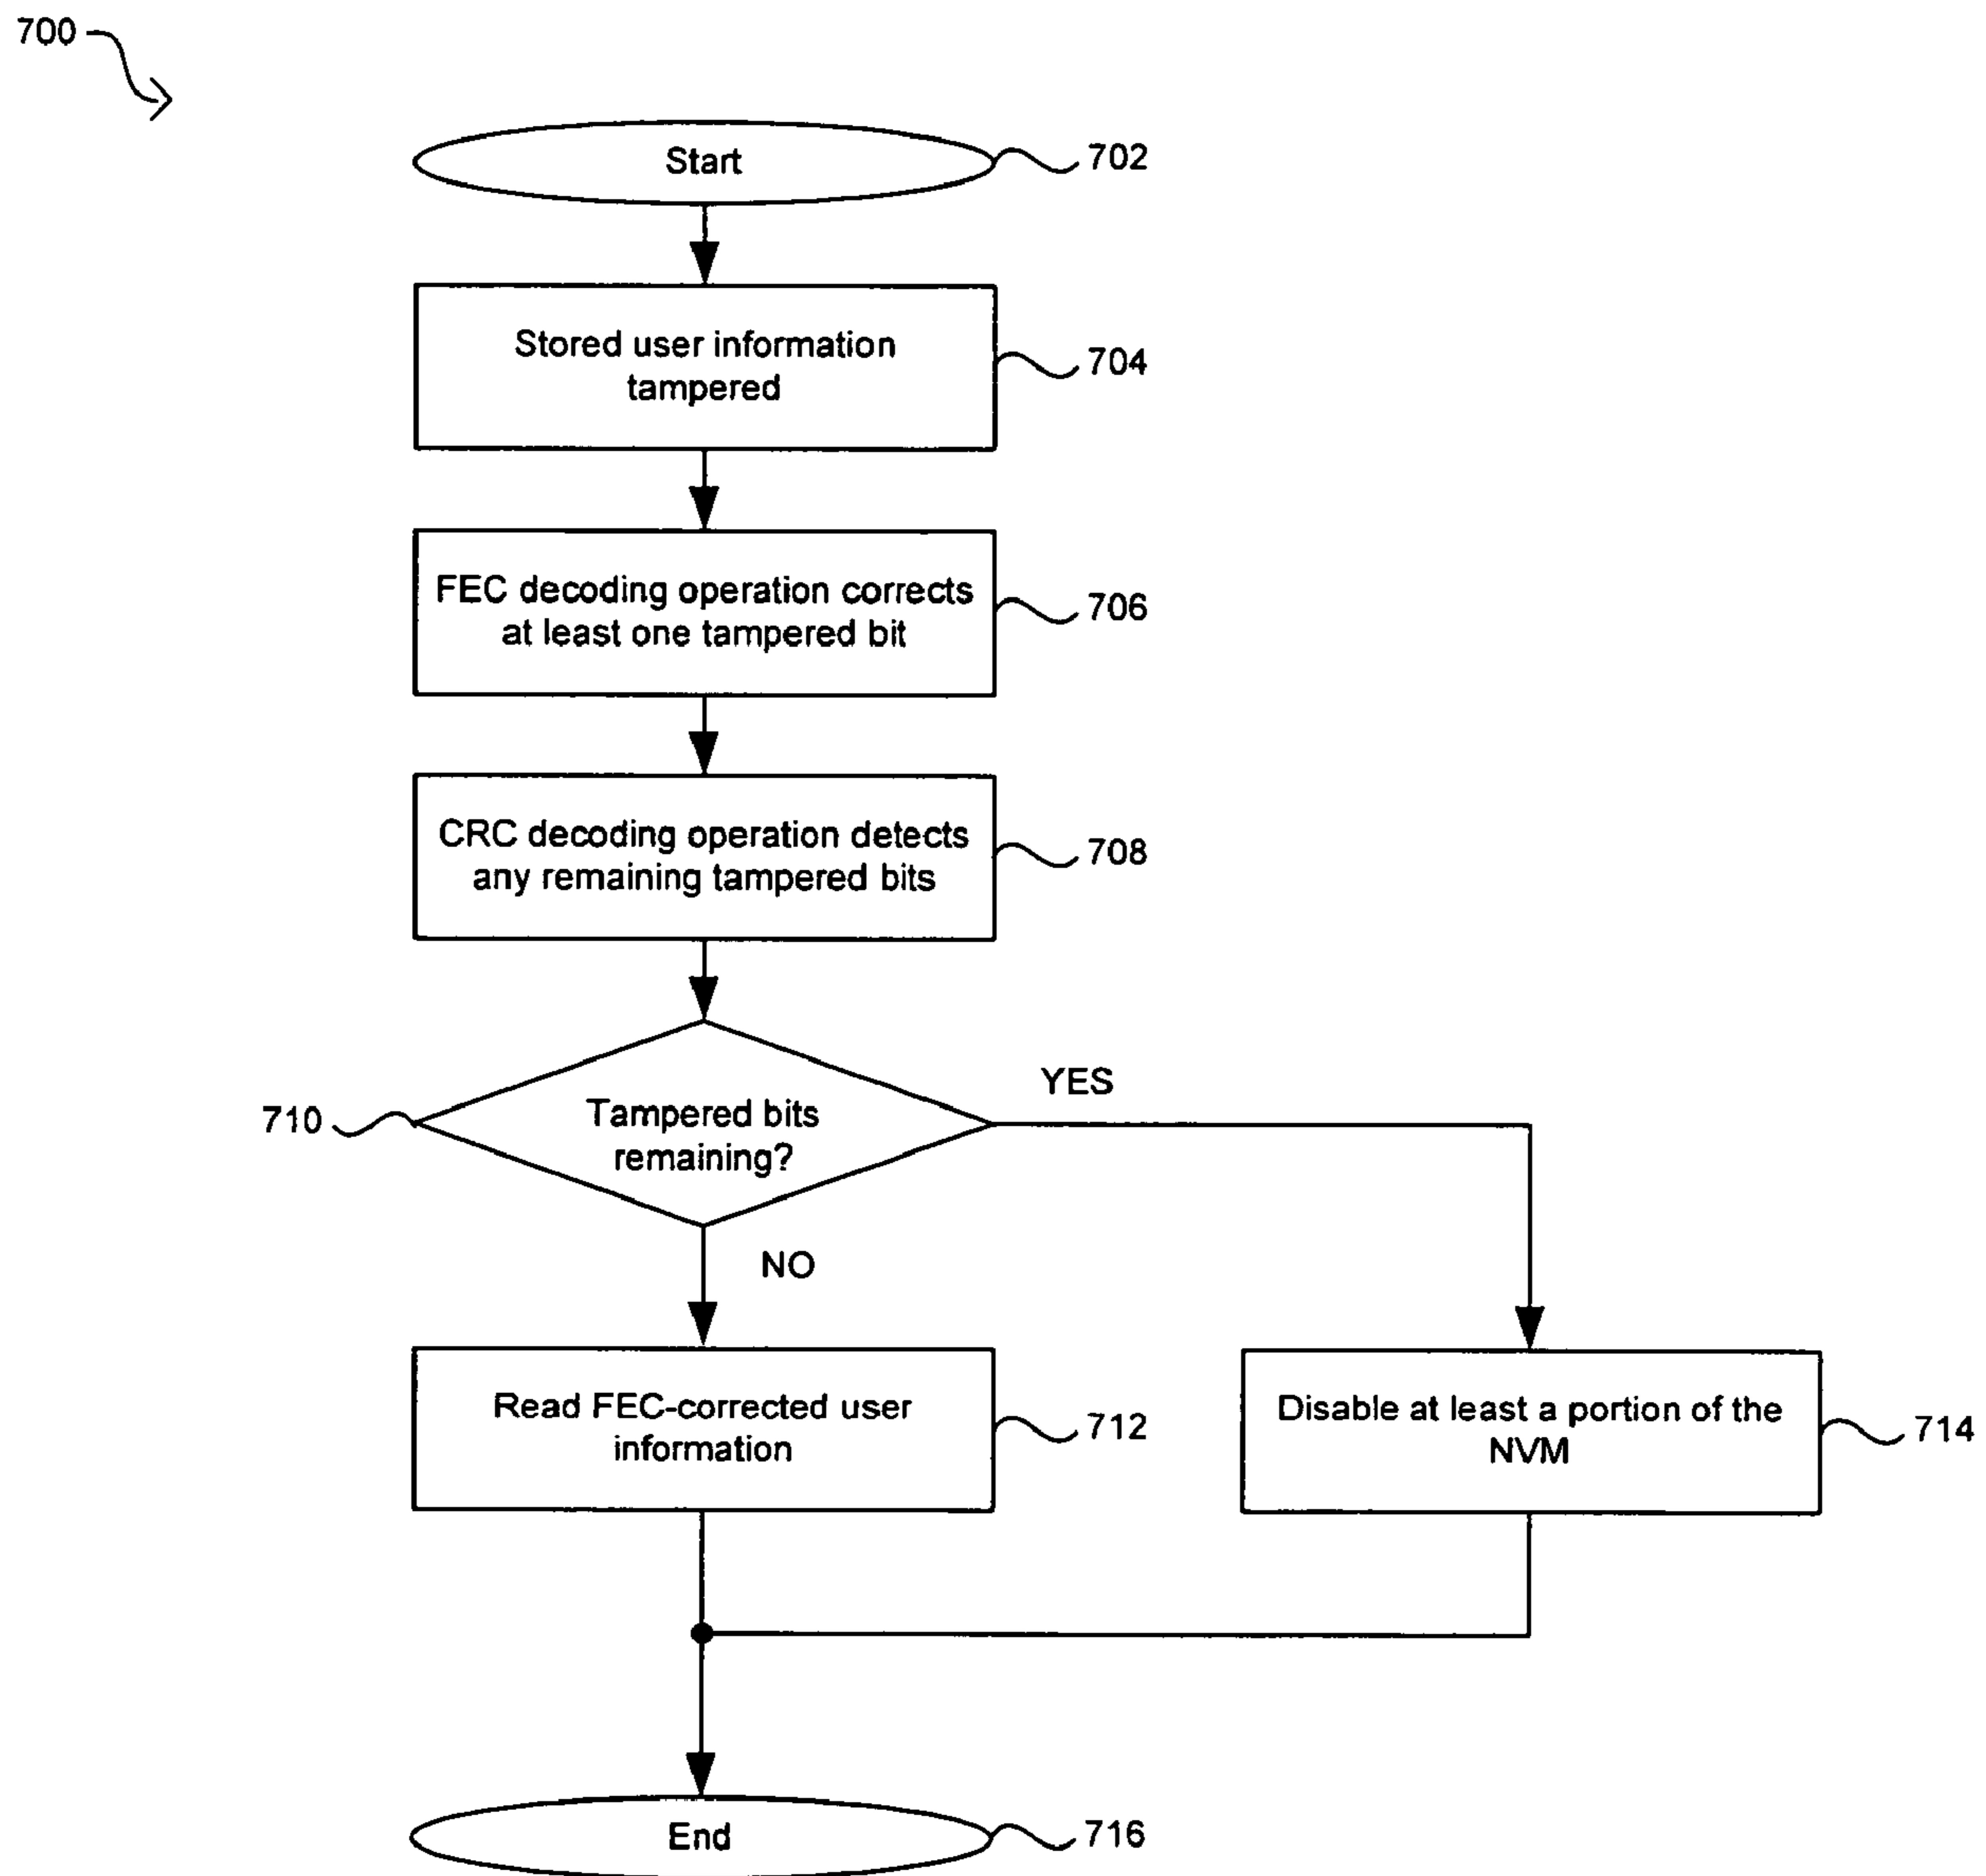 700
Start
702
Stored user information
tampered
704
FEC decoding operation corrects
at least one tampered bit
706
CRC decoding operation detects
any remaining tampered bits
708
YES
710
Tampered bits
remaining?
NO
Read FEC-corrected user
information
712
Disable at least a portion of the
NVM
714
End
716